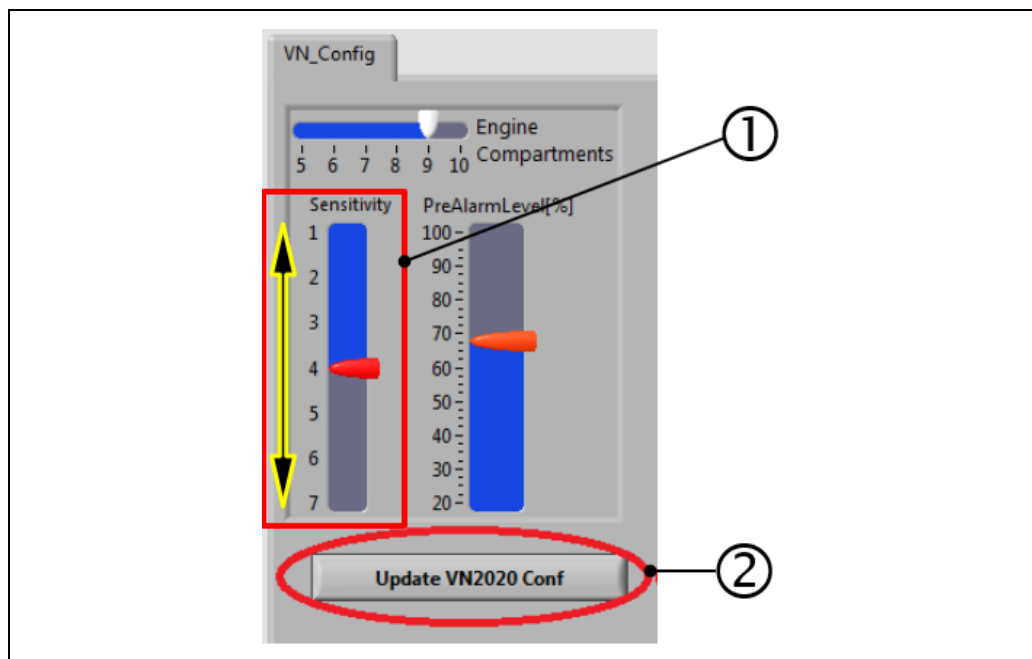 VN_Config
①
Engine
Compartments
5 6 7 8 9 10
Sensitivity PreAlarmLevel[%]
1 100
2 90
3 80
4 70
5 60
6 50
7 40
30
20
Update VN2020 Conf
②